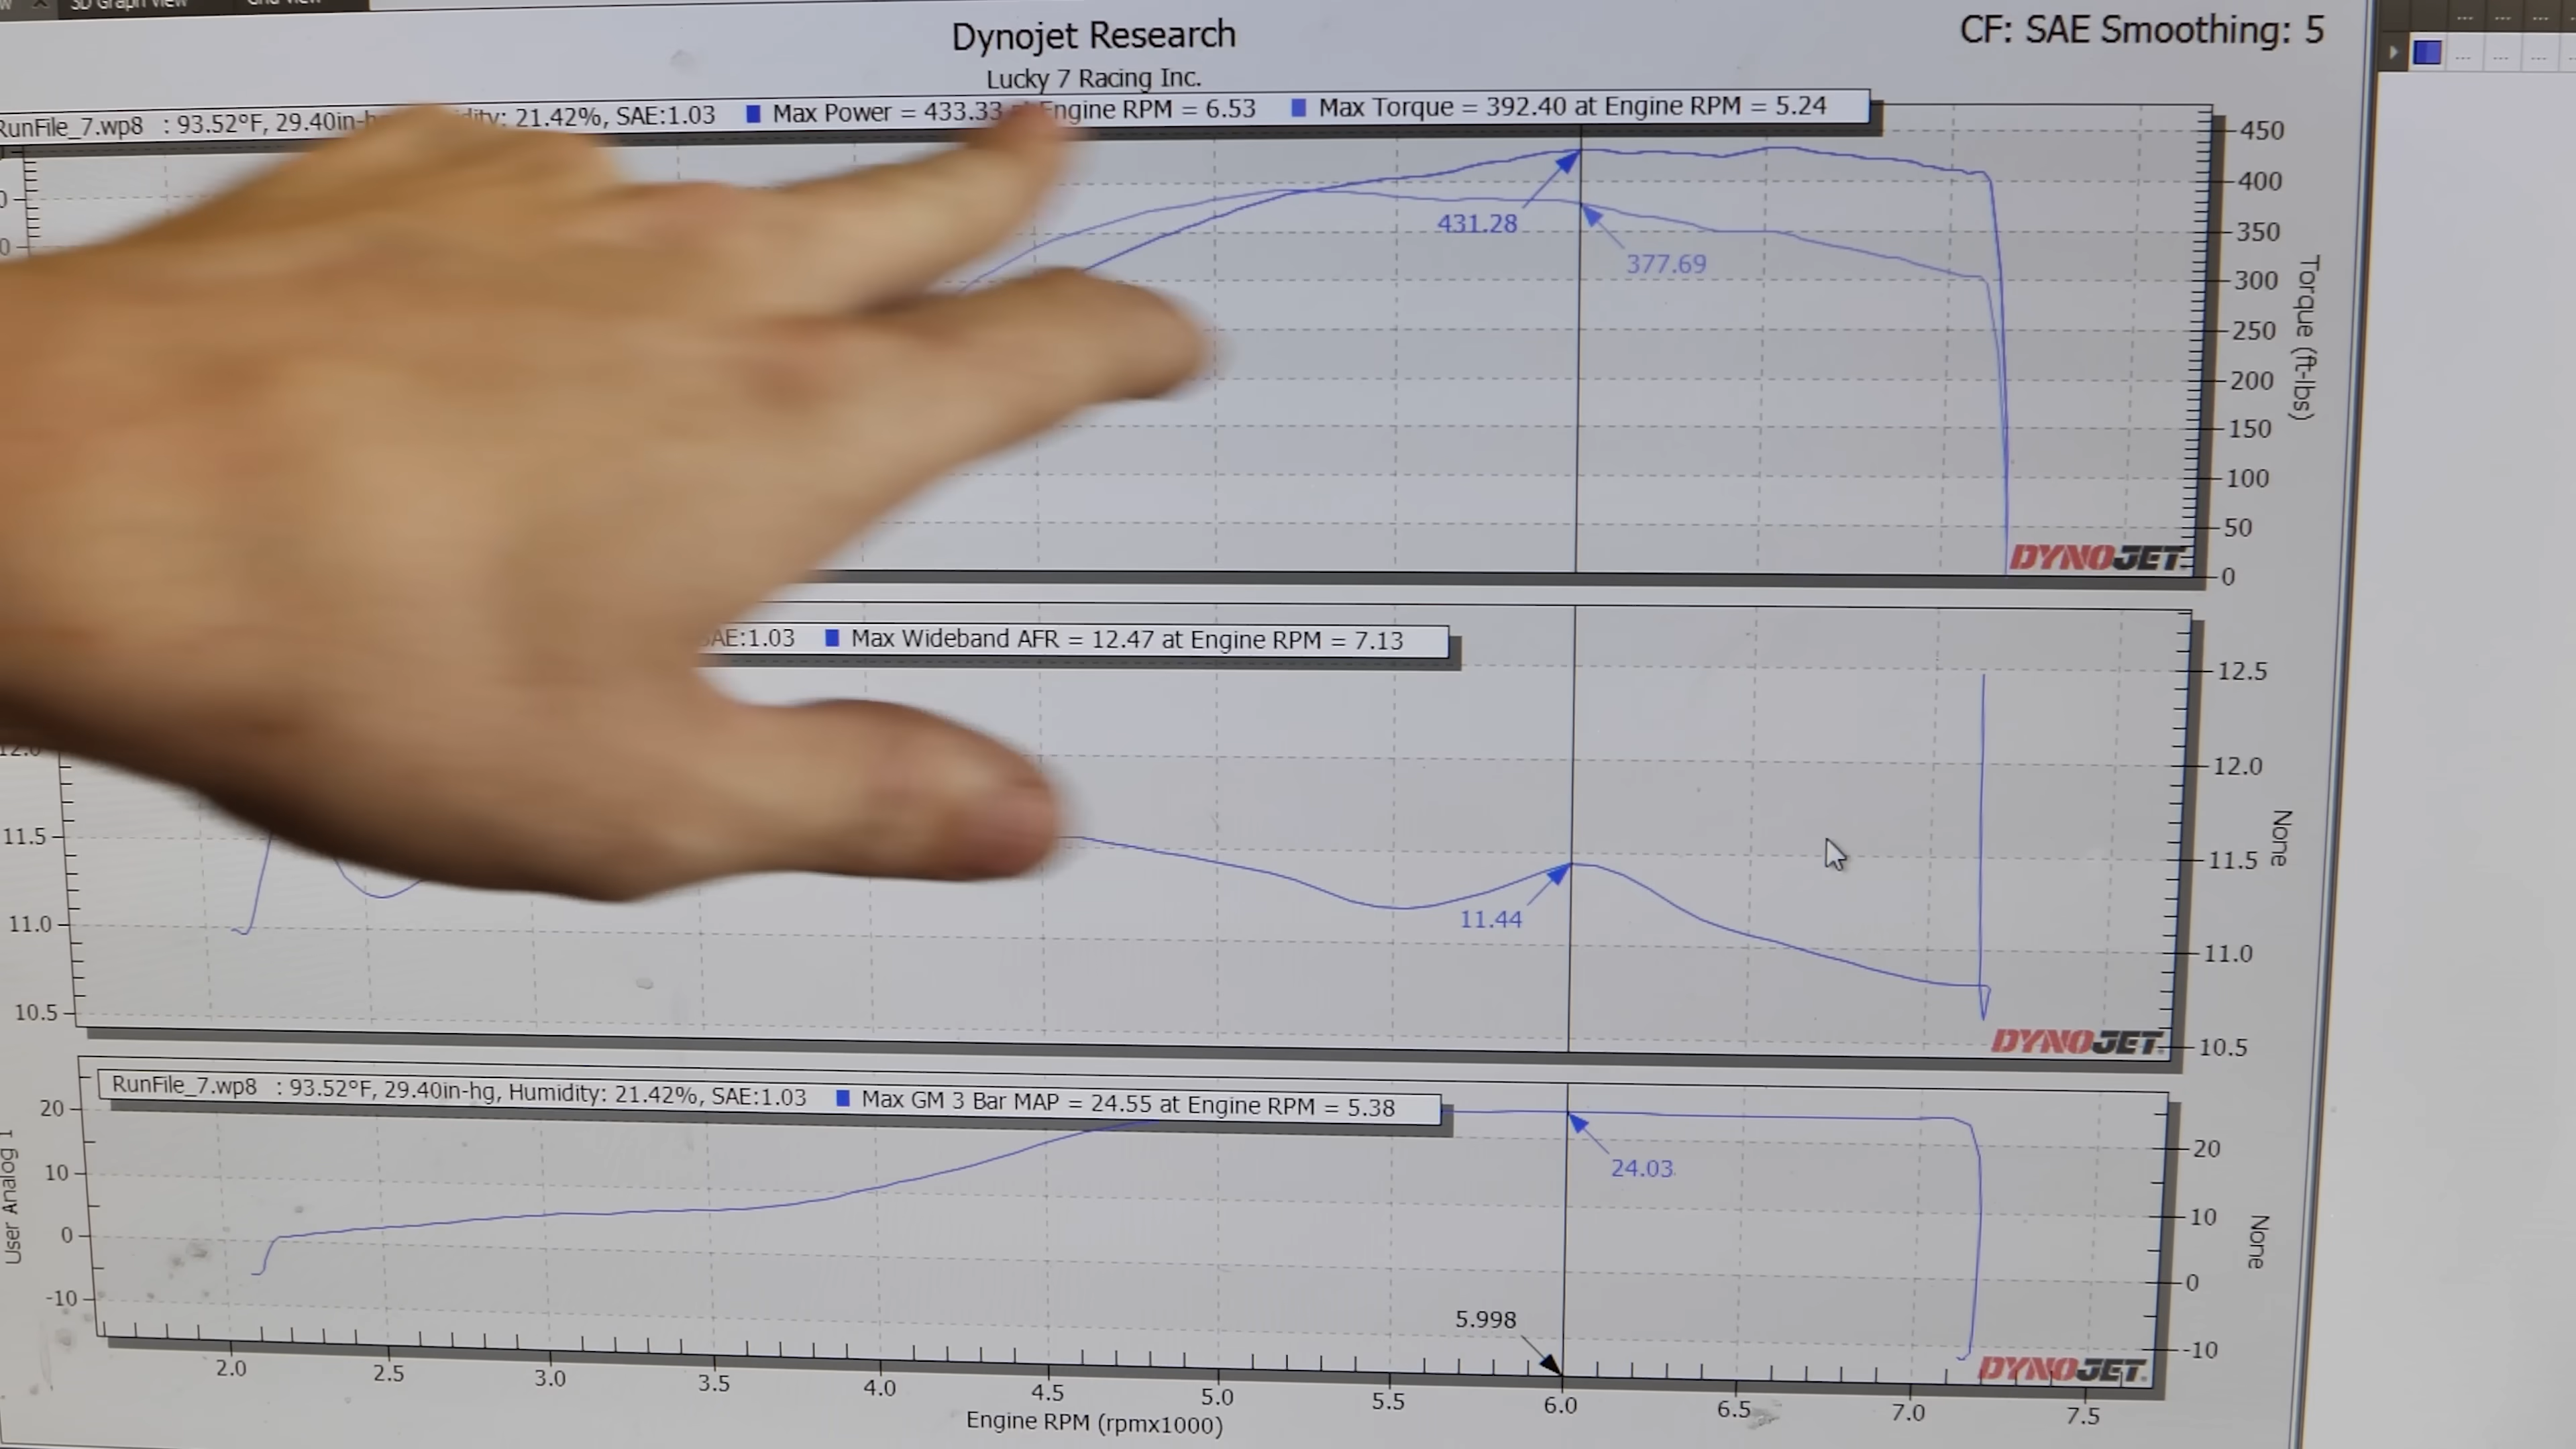 3D Graph View
Dynojet Research
CF: SAE Smoothing: 5
Lucky 7 Racing Inc.
RunFile_7.wp8 : 93.52°F, 29.40in-h 21.42%, SAE:1.03 Max Power = 433.33 Engine RPM = 6.53 Max Torque = 392.40 at Engine RPM = 5.24
450
400
350
300
250
200
150
100
50
0
Torque (ft-lbs)
431.28
377.69
DYNOJET
SAE:1.03 Max Wideband AFR = 12.47 at Engine RPM = 7.13
12.0
11.5
11.0
10.5
12.5
12.0
11.5
11.0
10.5
None
11.44
DYNOJET
RunFile_7.wp8 : 93.52°F, 29.40in-hg, Humidity: 21.42%, SAE:1.03 Max GM 3 Bar MAP = 24.55 at Engine RPM = 5.38
User Analog 1
20
10
0
-10
20
10
0
-10
None
24.03
5.998
DYNOJET
2.0 2.5 3.0 3.5 4.0 4.5 5.0 5.5 6.0 6.5 7.0 7.5
Engine RPM (rpmx1000)